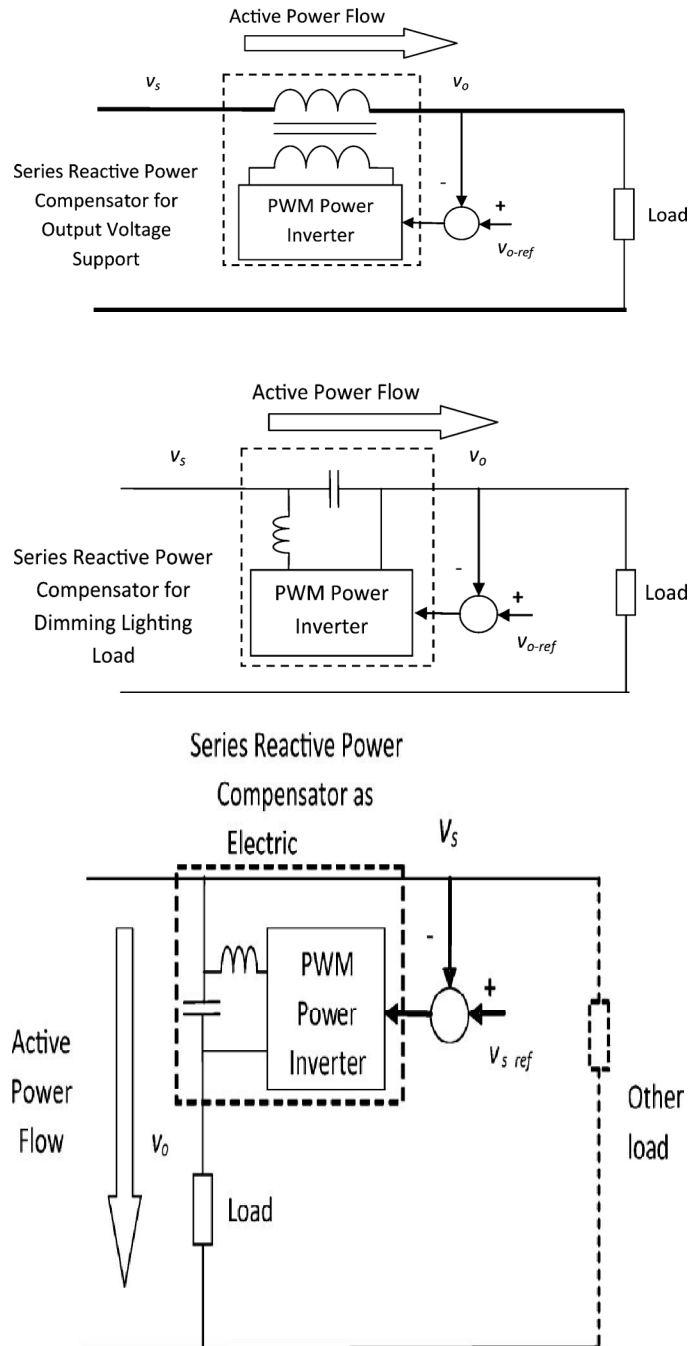 Active Power Flow
vs
vo
Series Reactive Power
Compensator for
Output Voltage
Support
PWM Power
Inverter
-
+
vo-ref
Load
Active Power Flow
vs
vo
Series Reactive Power
Compensator for
Dimming Lighting
Load
PWM Power
Inverter
-
+
vo-ref
Load
Series Reactive Power
Compensator as
Electric
Vs
PWM
Power
Inverter
-
+
vs ref
Active
Power
Flow
vo
Load
Other
load